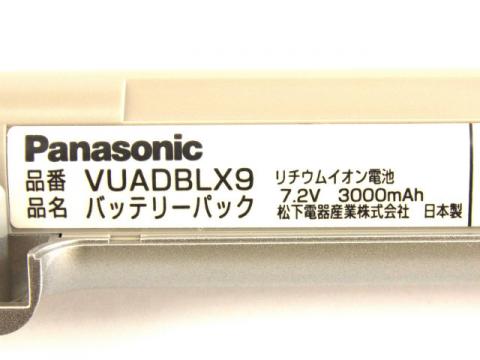 Panasonic
品番 VUADBLX9 リチウムイオン電池
7.2V 3000mAh
品名 バッテリーパック 松下電器産業株式会社 日本製